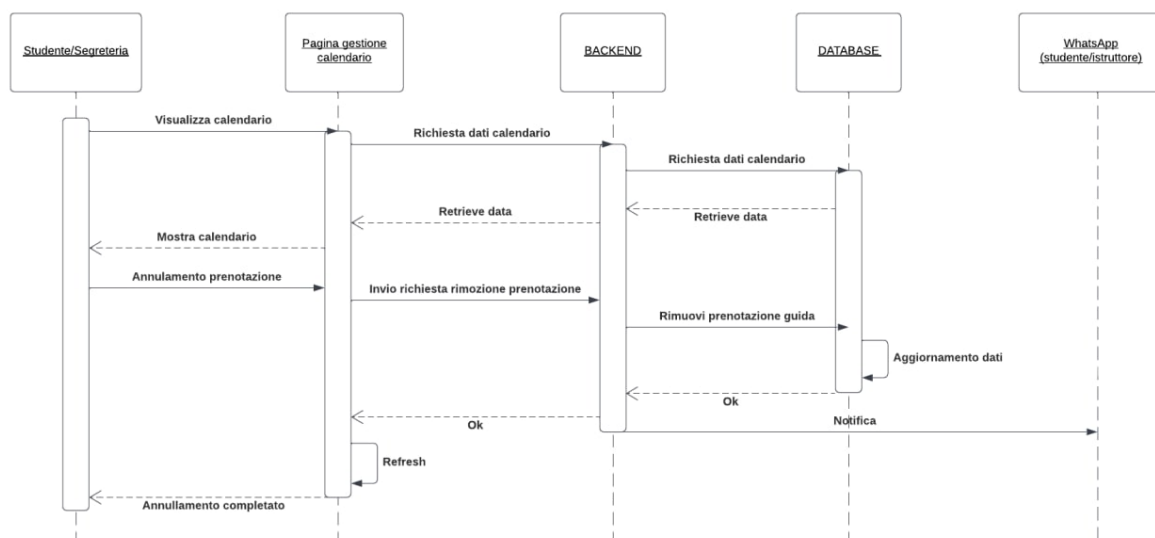 Studente/Segreteria
Pagina gestione
calendario
BACKEND
DATABASE
WhatsApp
(studente/istruttore)
Visualizza calendario
Richiesta dati calendario
Richiesta dati calendario
Retrieve data
Retrieve data
Mostra calendario
Annulamento prenotazione
Invio richiesta rimozione prenotazione
Rimuovi prenotazione guida
Aggiornamento dati
Ok
Ok
Notifica
Refresh
Annullamento completato